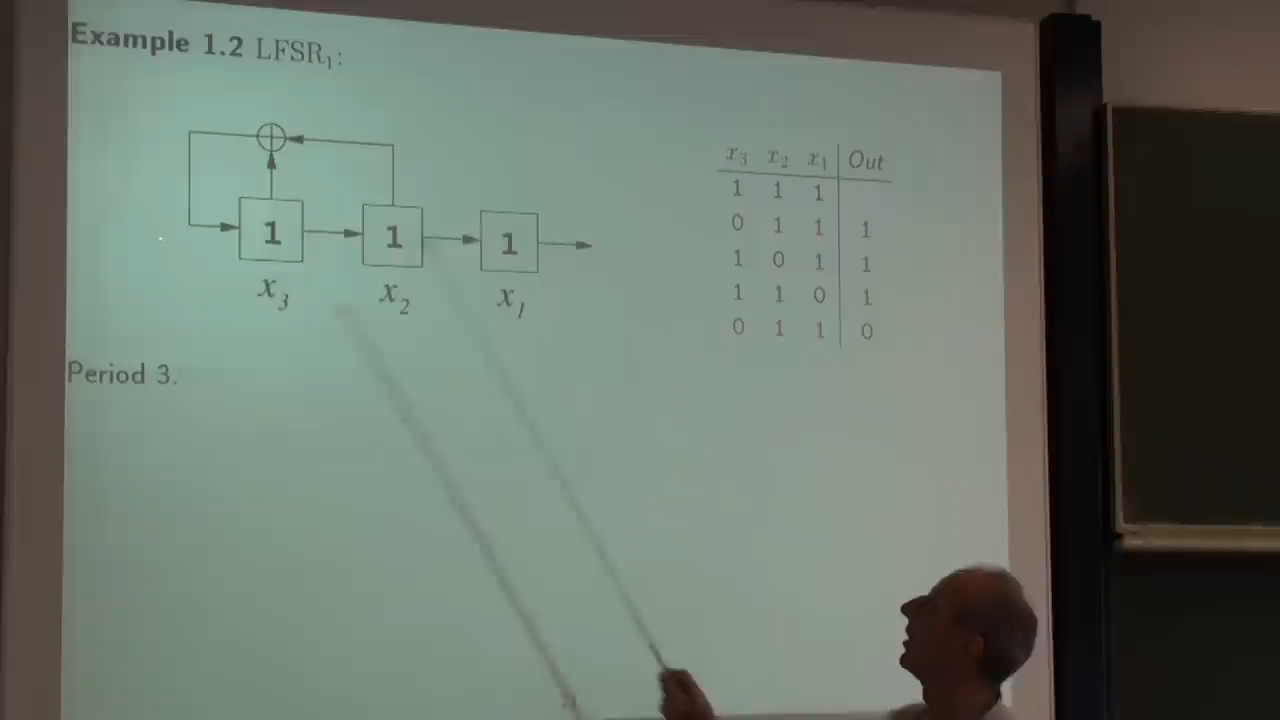 Example 1.2 LFSR₁:
x₃ x₂ x₁ Out
1 1 1
0 1 1 1
1 0 1 1
1 1 0 1
0 1 1 0
1 1 1
x₃ x₂ x₁
Period 3.